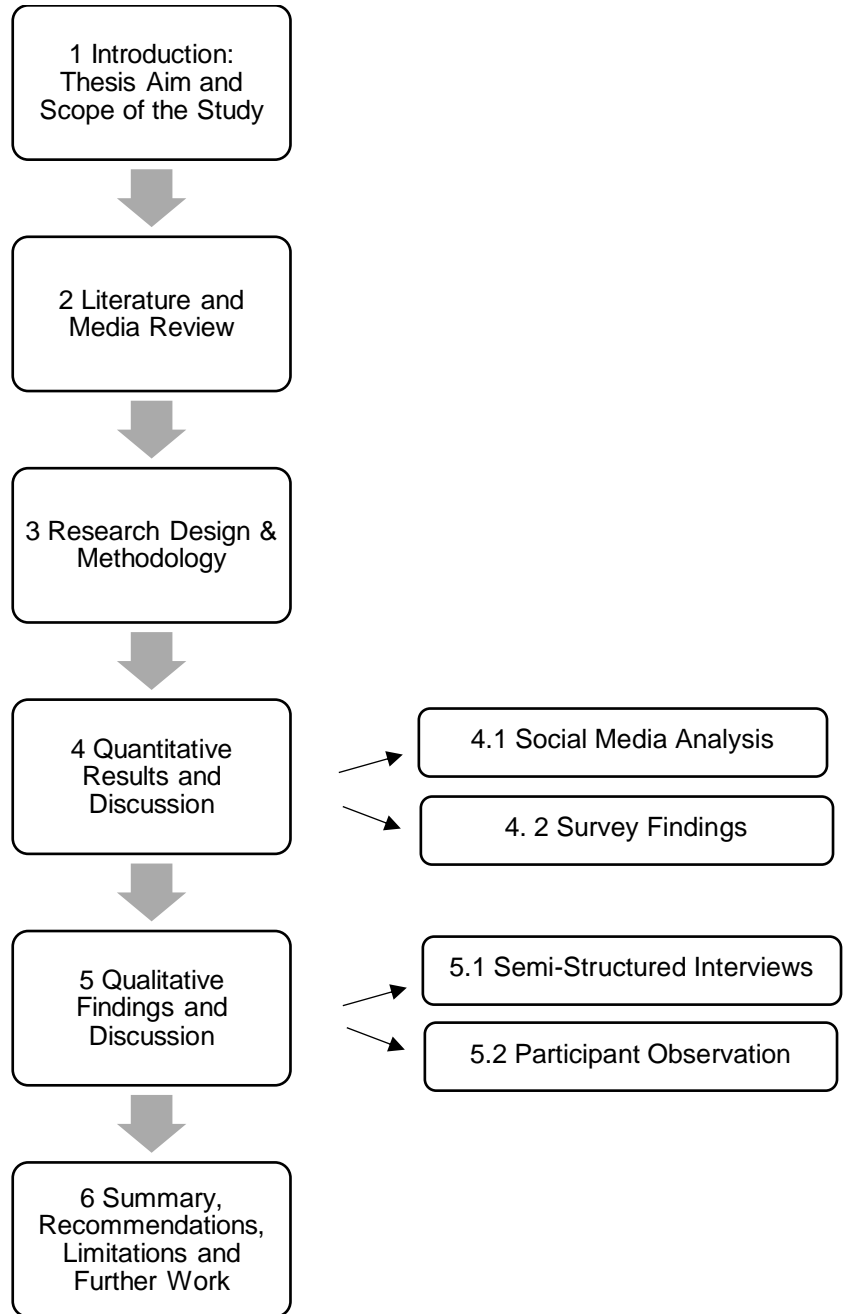 1 Introduction:
Thesis Aim and
Scope of the Study
2 Literature and
Media Review
3 Research Design &
Methodology
4 Quantitative
Results and
Discussion
4.1 Social Media Analysis
4. 2 Survey Findings
5 Qualitative
Findings and
Discussion
5.1 Semi-Structured Interviews
5.2 Participant Observation
6 Summary,
Recommendations,
Limitations and
Further Work